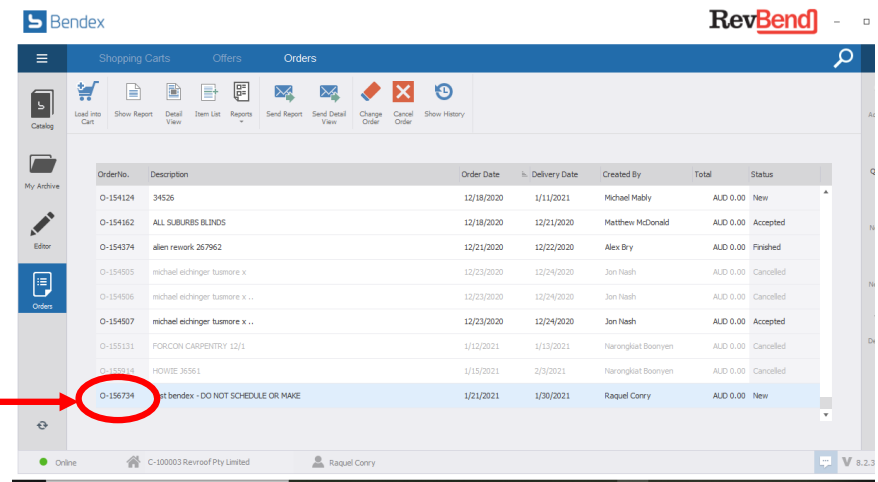 Bendex
RevBend
Shopping Carts Offers Orders
Load into Cart Show Report Detail View Item List Reports Send Report Send Detail View Change Order Cancel Order Show History
Catalog
My Archive
Editor
Orders
OrderNo. Description Order Date Delivery Date Created By Total Status
O-154124 34526 12/18/2020 1/11/2021 Michael Mably AUD 0.00 New
O-154162 ALL SUBURBS BLINDS 12/18/2020 12/21/2020 Matthew McDonald AUD 0.00 Accepted
O-154374 alien rework 267962 12/21/2020 12/22/2020 Alex Bry AUD 0.00 Finished
O-154505 michael eichinger tusmore x 12/23/2020 12/24/2020 Jon Nash AUD 0.00 Cancelled
O-154506 michael eichinger tusmore x .. 12/23/2020 12/24/2020 Jon Nash AUD 0.00 Cancelled
O-154507 michael eichinger tusmore x .. 12/23/2020 12/24/2020 Jon Nash AUD 0.00 Accepted
O-155131 FORCON CARPENTRY 12/1 1/12/2021 1/13/2021 Narongkiat Boonyen AUD 0.00 Cancelled
O-155914 HOWIE J6561 1/15/2021 2/3/2021 Narongkiat Boonyen AUD 0.00 Cancelled
O-156734 st bendex - DO NOT SCHEDULE OR MAKE 1/21/2021 1/30/2021 Raquel Conry AUD 0.00 New
Online C-100003 Revroof Pty Limited Raquel Conry V 8.2.3